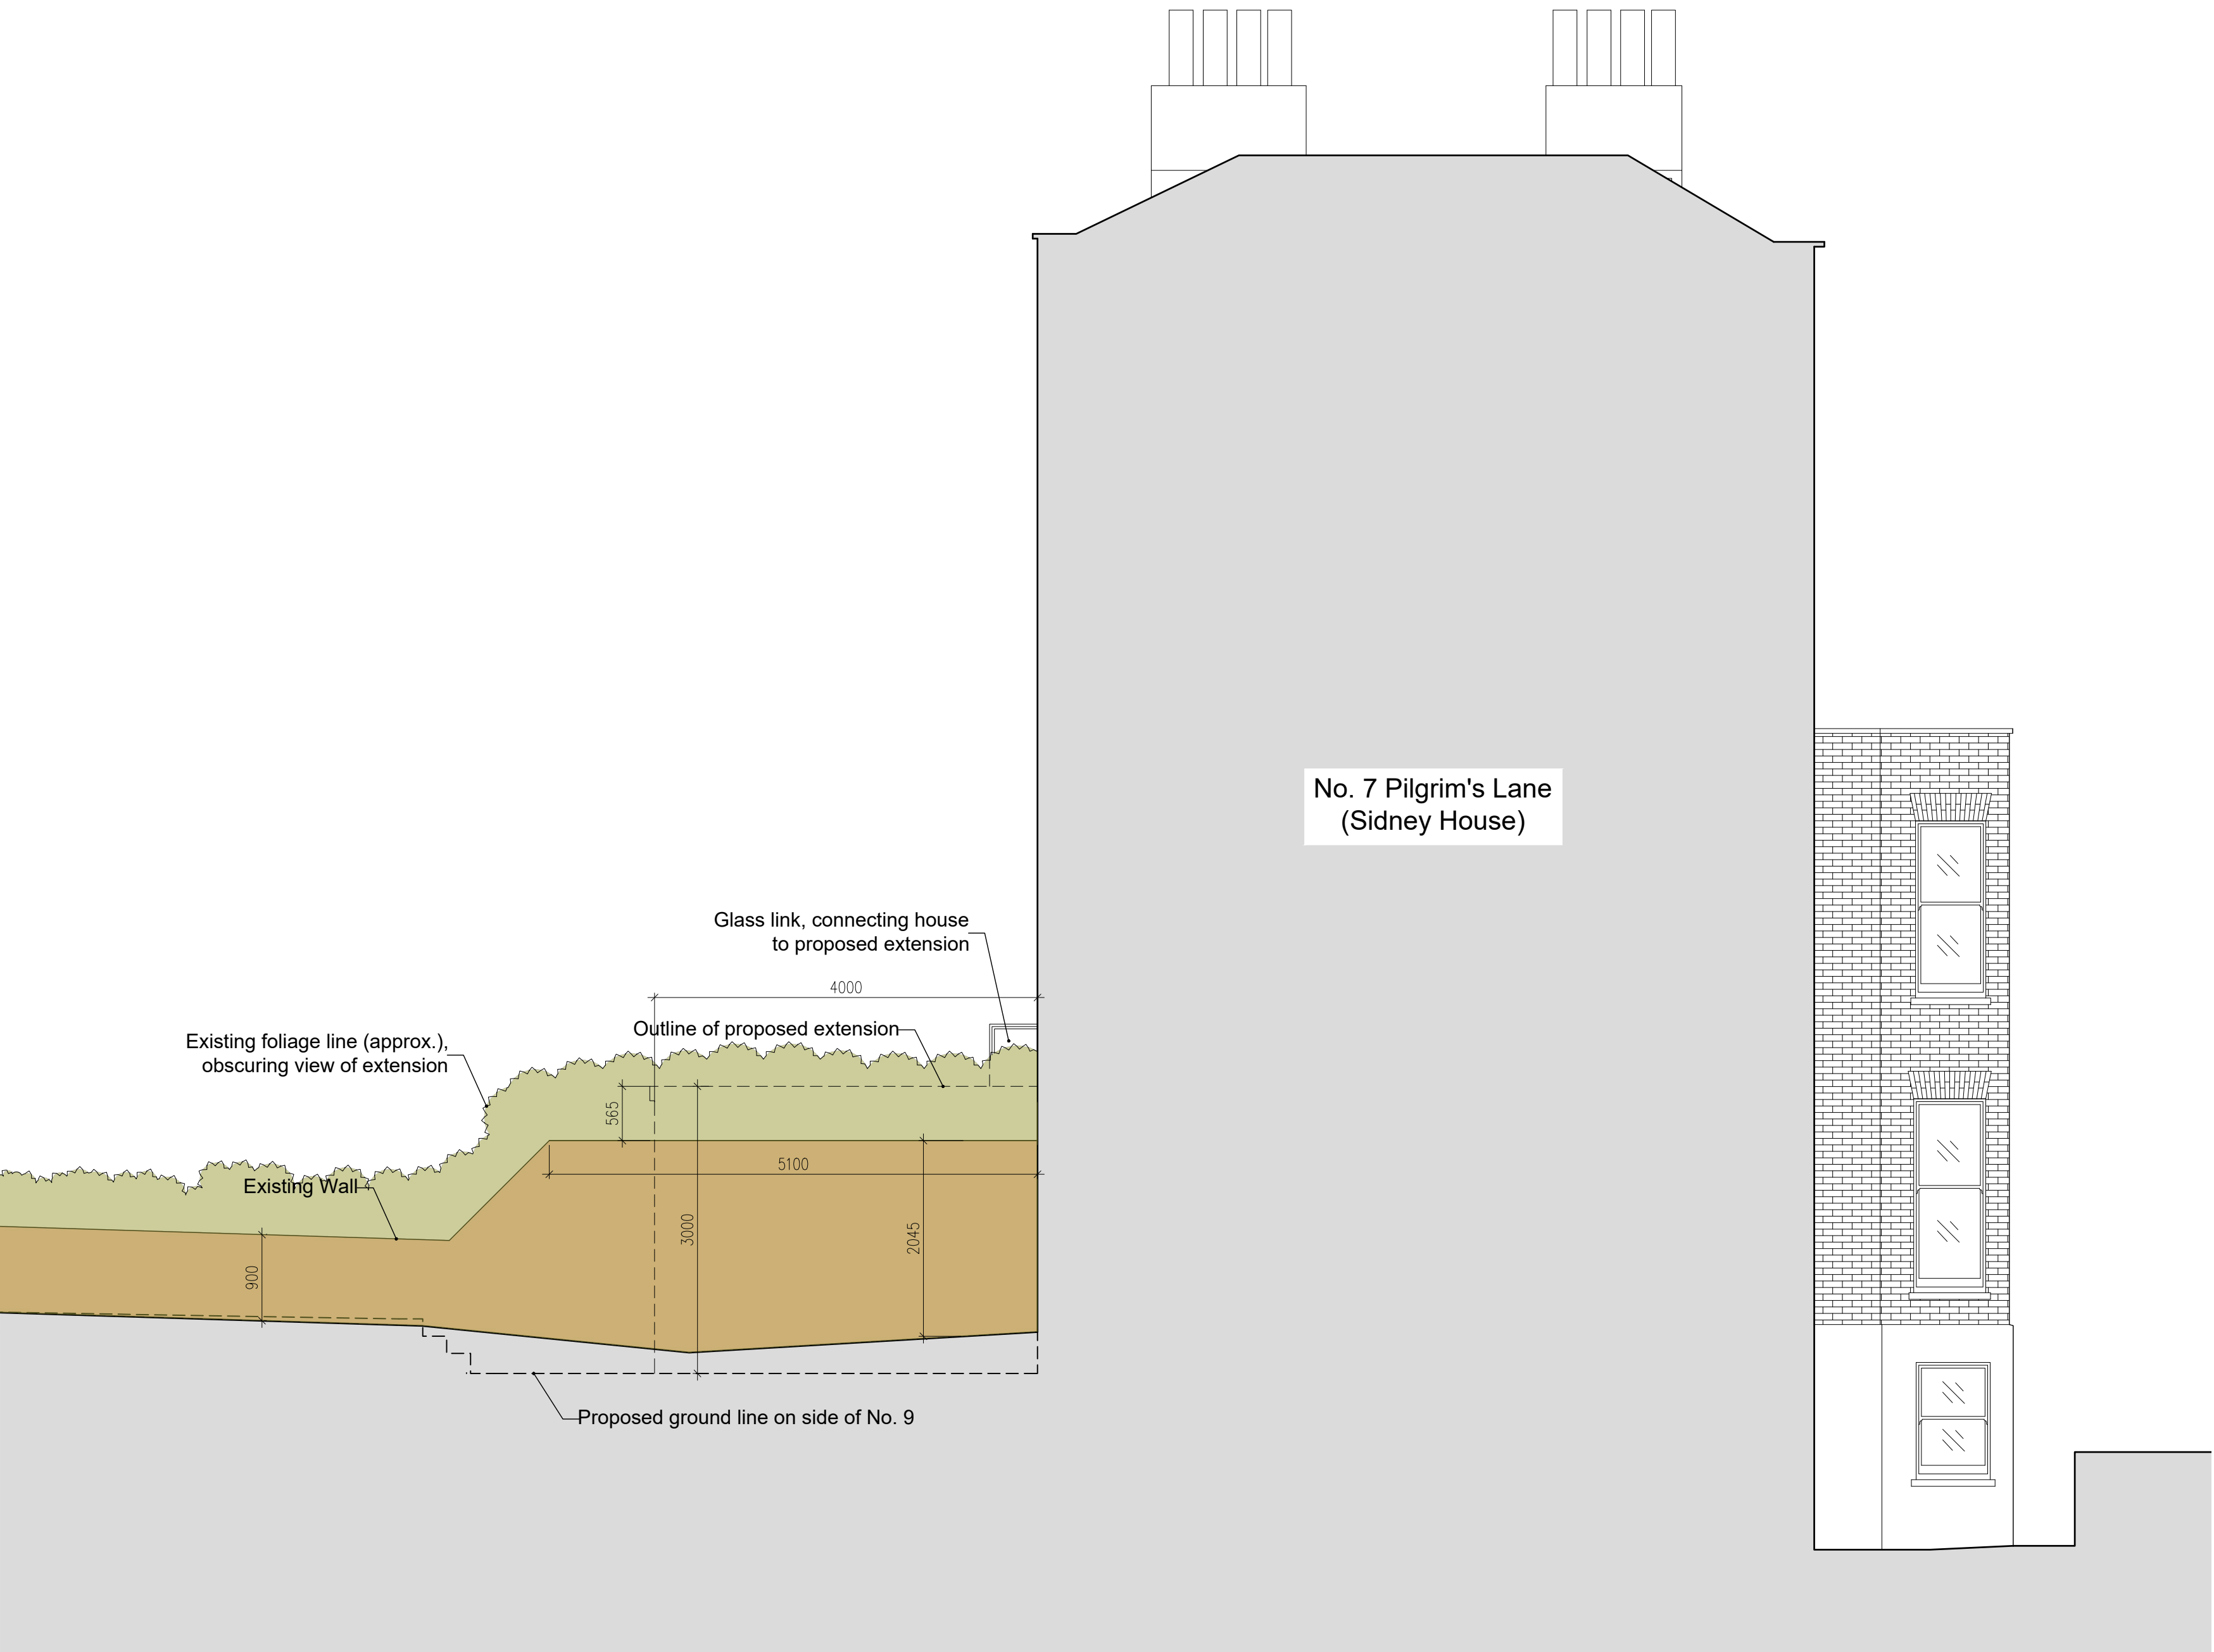 No. 7 Pilgrim's Lane
(Sidney House)
Glass link, connecting house
to proposed extension
4000
Outline of proposed extension
Existing foliage line (approx.),
obscuring view of extension
565
5100
Existing Wall
3000
2045
900
Proposed ground line on side of No. 9